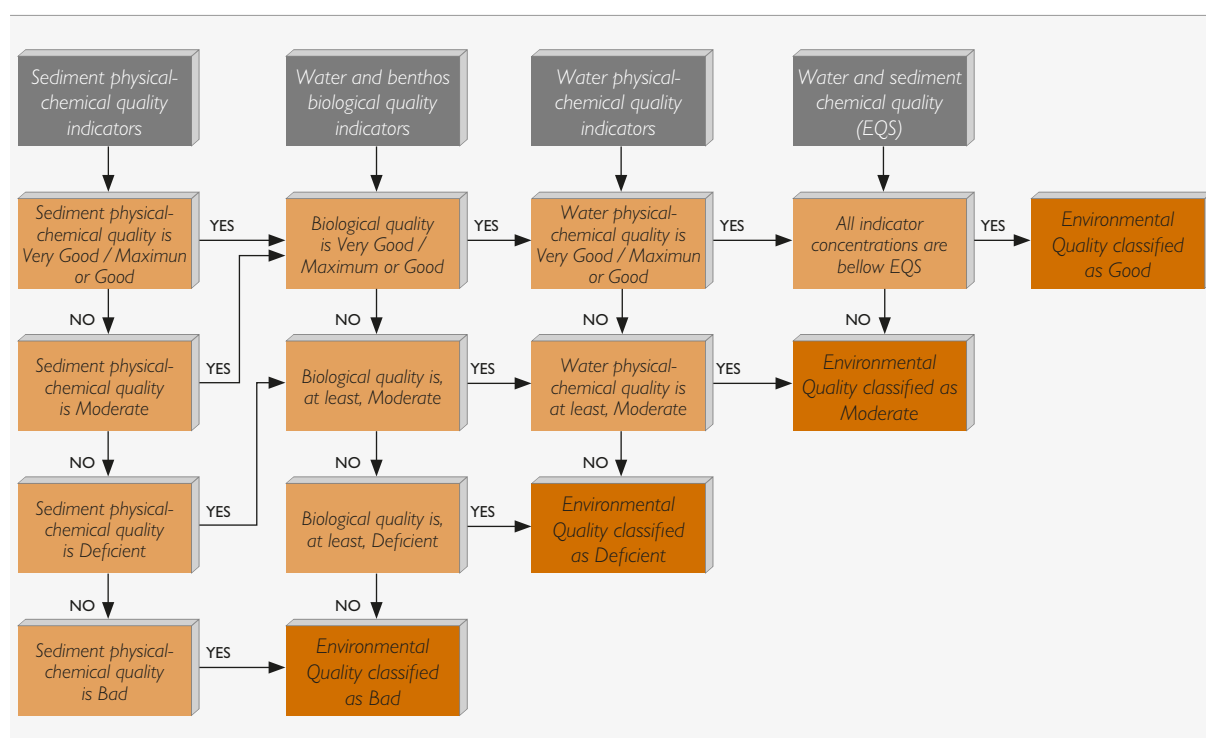 Sediment physical-
chemical quality
indicators
Water and benthos
biological quality
indicators
Water physical-
chemical quality
indicators
Water and sediment
chemical quality
(EQS)
Sediment physical-
chemical quality is
Very Good / Maximun
or Good
YES
Biological quality
is Very Good /
Maximum or Good
YES
Water physical-
chemical quality is
Very Good / Maximun
or Good
YES
All indicator
concentrations are
bellow EQS
YES
Environmental
Quality classified
as Good
NO
NO
NO
NO
Sediment physical-
chemical quality
is Moderate
YES
Biological quality is,
at least, Moderate
YES
Water physical-
chemical quality
is at least, Moderate
YES
Environmental
Quality classified as
Moderate
NO
NO
NO
Sediment physical-
chemical quality
is Deficient
YES
Biological quality is,
at least, Deficient
YES
Environmental
Quality classified
as Deficient
NO
NO
Sediment physical-
chemical quality
is Bad
YES
Environmental
Quality classified
as Bad